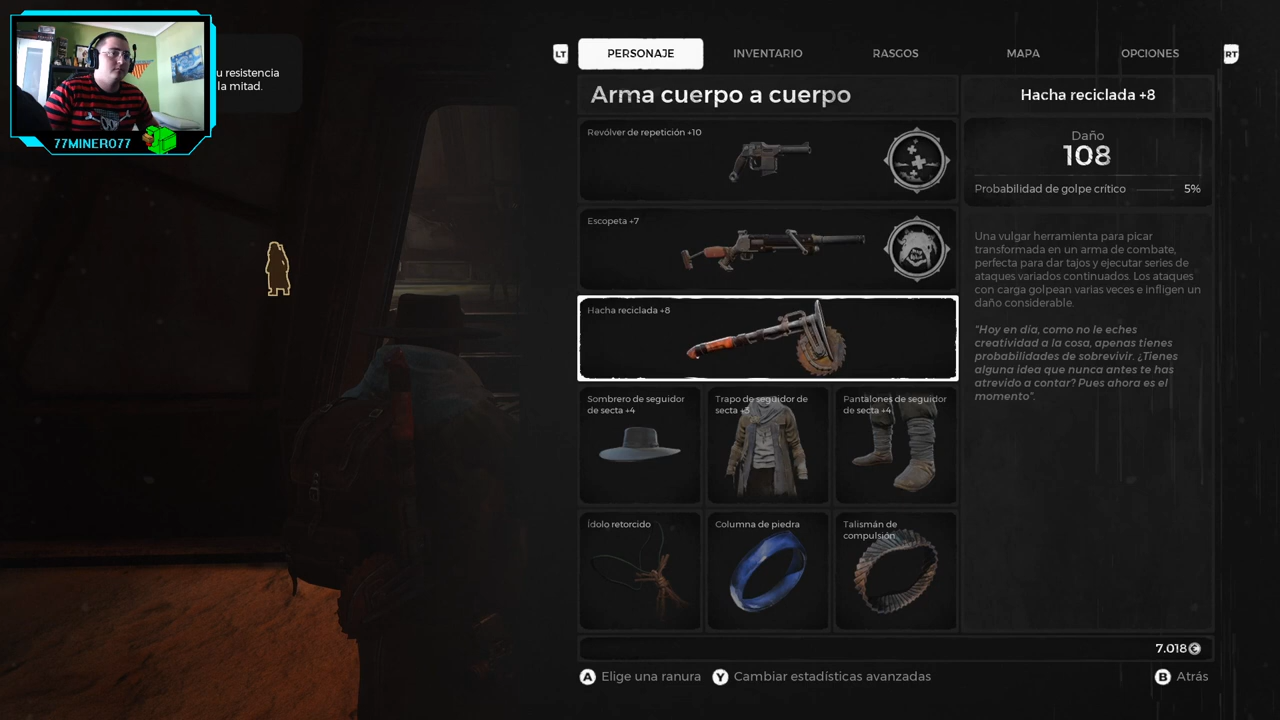 u resistencia
la mitad.
77MINERO77
LT
PERSONAJE
INVENTARIO
RASGOS
MAPA
OPCIONES
RT
Arma cuerpo a cuerpo
Revólver de repetición +10
Escopeta +7
Hacha reciclada +8
Sombrero de seguidor
de secta +4
Trapo de seguidor de
secta +3
Pantalones de seguidor
de secta +4
Ídolo retorcido
Columna de piedra
Talismán de
compulsión
Hacha reciclada +8
Daño
108
Probabilidad de golpe crítico 5%
Una vulgar herramienta para picar
transformada en un arma de combate,
perfecta para dar tajos y ejecutar series de
ataques variados continuados. Los ataques
con carga golpean varias veces e infligen un
daño considerable.
"Hoy en día, como no le eches
creatividad a la cosa, apenas tienes
probabilidades de sobrevivir. ¿Tienes
alguna idea que nunca antes te has
atrevido a contar? Pues ahora es el
momento".
7.018
A Elige una ranura
Y Cambiar estadísticas avanzadas
B Atrás